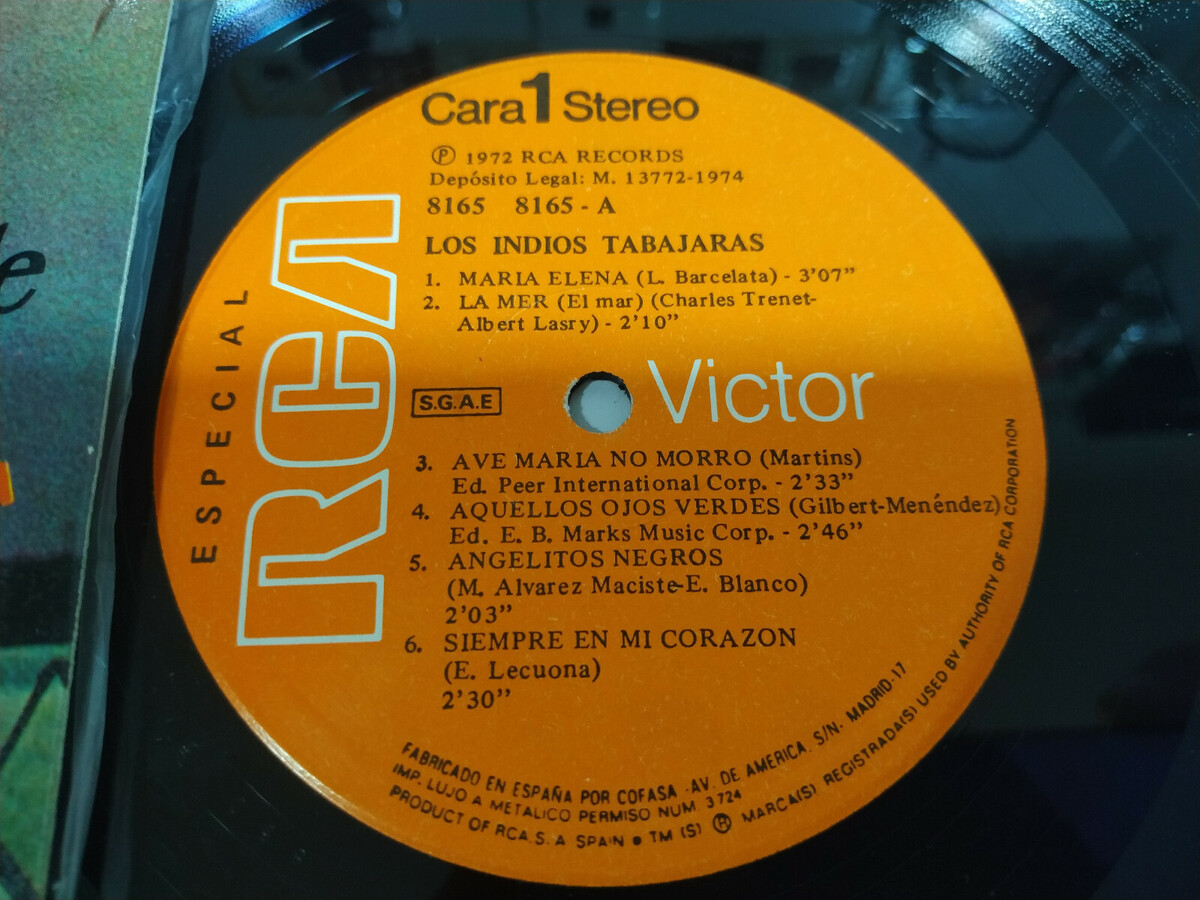 Cara 1 Stereo
Ⓟ 1972 RCA RECORDS
Depósito Legal: M. 13772-1974
8165 8165 - A
LOS INDIOS TABAJARAS
1. MARIA ELENA (L. Barcelata) - 3'07"
2. LA MER (El mar) (Charles Trenet-
Albert Lasry) - 2'10"
ESPECIAL
RCA
S.G.A.E
Victor
3. AVE MARIA NO MORRO (Martins)
Ed. Peer International Corp. - 2'33"
4. AQUELLOS OJOS VERDES (Gilbert-Menéndez)
Ed. E. B. Marks Music Corp. - 2'46"
5. ANGELITOS NEGROS
(M. Alvarez Maciste-E. Blanco)
2'03"
6. SIEMPRE EN MI CORAZON
(E. Lecuona)
2'30"
FABRICADO EN ESPAÑA POR COFASA - AV. DE AMERICA, S/N- MADRID-17
IMP. LUJO A METALICO PERMISO NUM 3724
PRODUCT OF RCA. S. A SPAIN ● TM (S) ® MARCA(S) REGISTRADA(S) USED BY AUTHORITY OF RCA CORPORATION